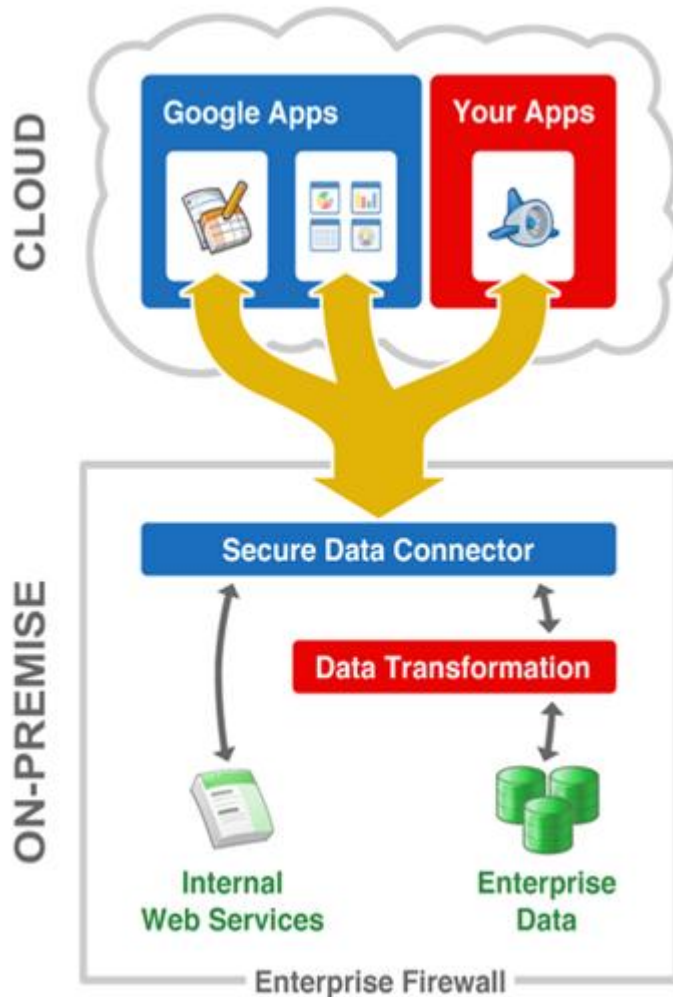 CLOUD
Google Apps
Your Apps
ON-PREMISE
Secure Data Connector
Data Transformation
Internal
Web Services
Enterprise
Data
Enterprise Firewall